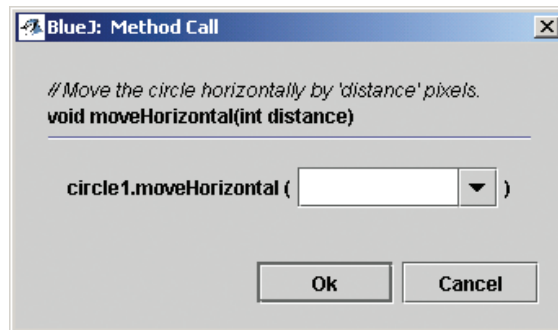 BlueJ: Method Call
// Move the circle horizontally by 'distance' pixels.
void moveHorizontal(int distance)
circle1.moveHorizontal ( )
Ok Cancel